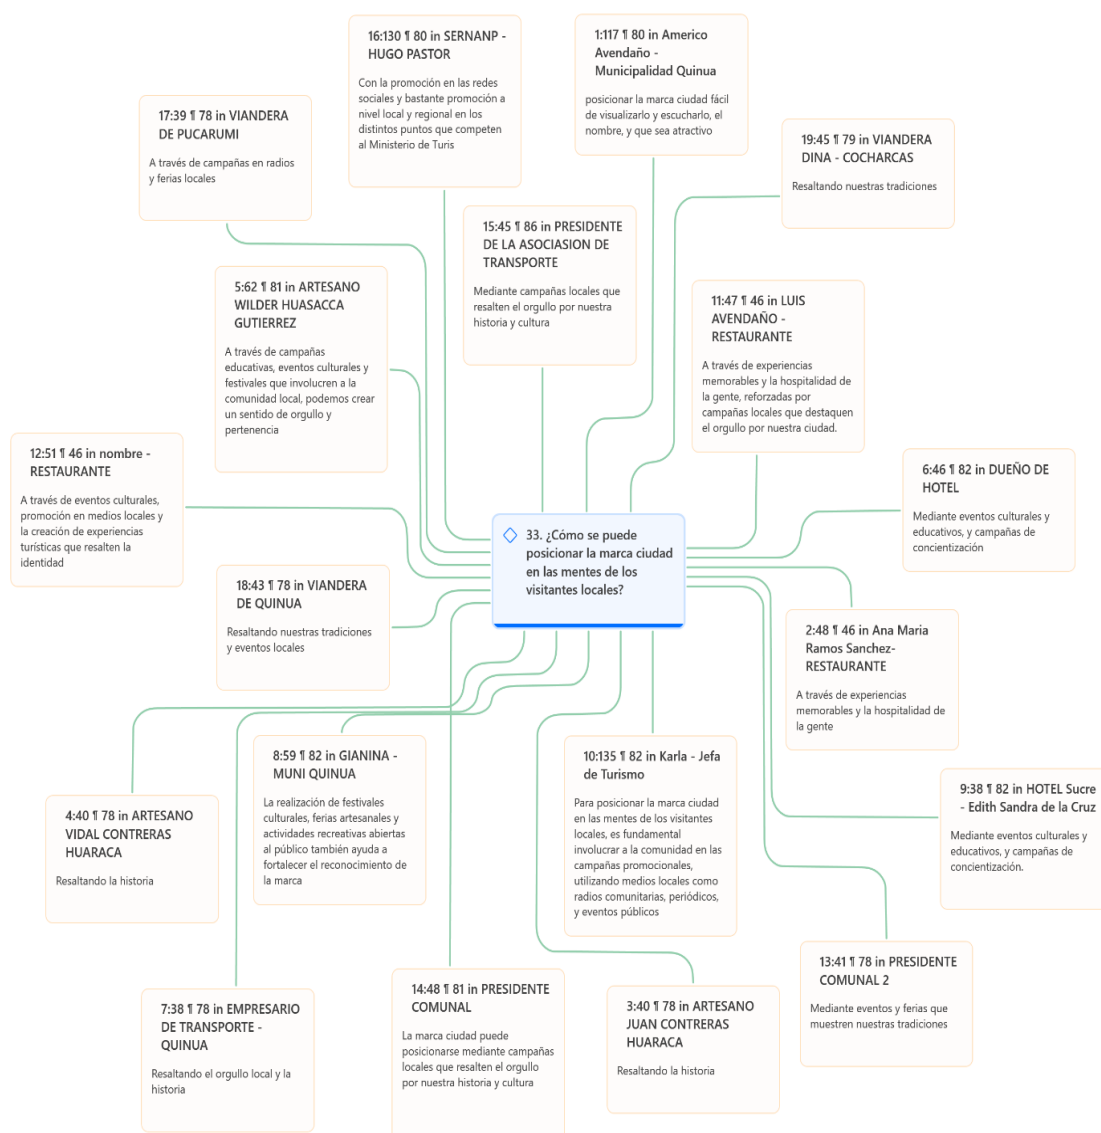 16:130 ¶ 80 in SERNANP -
HUGO PASTOR
Con la promoción en las redes
sociales y bastante promoción a
nivel local y regional en los
distintos puntos que competen
al Ministerio de Turis
1:117 ¶ 80 in Americo
Avendaño -
Municipalidad Quinua
posicionar la marca ciudad fácil
de visualizarlo y escucharlo, el
nombre, y que sea atractivo
17:39 ¶ 78 in VIANDERA
DE PUCARUMI
A través de campañas en radios
y ferias locales
19:45 ¶ 79 in VIANDERA
DINA - COCHARCAS
Resaltando nuestras tradiciones
15:45 ¶ 86 in PRESIDENTE
DE LA ASOCIASION DE
TRANSPORTE
Mediante campañas locales que
resalten el orgullo por nuestra
historia y cultura
5:62 ¶ 81 in ARTESANO
WILDER HUASACCA
GUTIERREZ
A través de campañas
educativas, eventos culturales y
festivales que involucren a la
comunidad local, podemos crear
un sentido de orgullo y
pertenencia
11:47 ¶ 46 in LUIS
AVENDAÑO -
RESTAURANTE
A través de experiencias
memorables y la hospitalidad de
la gente, reforzadas por
campañas locales que destaquen
el orgullo por nuestra ciudad.
12:51 ¶ 46 in nombre -
RESTAURANTE
A través de eventos culturales,
promoción en medios locales y
la creación de experiencias
turísticas que resalten la
identidad
6:46 ¶ 82 in DUEÑO DE
HOTEL
Mediante eventos culturales y
educativos, y campañas de
concientización
33. ¿Cómo se puede
posicionar la marca ciudad
en las mentes de los
visitantes locales?
18:43 ¶ 78 in VIANDERA
DE QUINUA
Resaltando nuestras tradiciones
y eventos locales
2:48 ¶ 46 in Ana Maria
Ramos Sanchez-
RESTAURANTE
A través de experiencias
memorables y la hospitalidad de
la gente
8:59 ¶ 82 in GIANINA -
MUNI QUINUA
La realización de festivales
culturales, ferias artesanales y
actividades recreativas abiertas
al público también ayuda a
fortalecer el reconocimiento de
la marca
10:135 ¶ 82 in Karla - Jefa
de Turismo
Para posicionar la marca ciudad
en las mentes de los visitantes
locales, es fundamental
involucrar a la comunidad en las
campañas promocionales,
utilizando medios locales como
radios comunitarias, periódicos,
y eventos públicos
9:38 ¶ 82 in HOTEL Sucre
- Edith Sandra de la Cruz
Mediante eventos culturales y
educativos, y campañas de
concientización.
4:40 ¶ 78 in ARTESANO
VIDAL CONTRERAS
HUARACA
Resaltando la historia
13:41 ¶ 78 in PRESIDENTE
COMUNAL 2
Mediante eventos y ferias que
muestren nuestras tradiciones
7:38 ¶ 78 in EMPRESARIO
DE TRANSPORTE -
QUINUA
Resaltando el orgullo local y la
historia
14:48 ¶ 81 in PRESIDENTE
COMUNAL
La marca ciudad puede
posicionarse mediante campañas
locales que resalten el orgullo
por nuestra historia y cultura
3:40 ¶ 78 in ARTESANO
JUAN CONTRERAS
HUARACA
Resaltando la historia